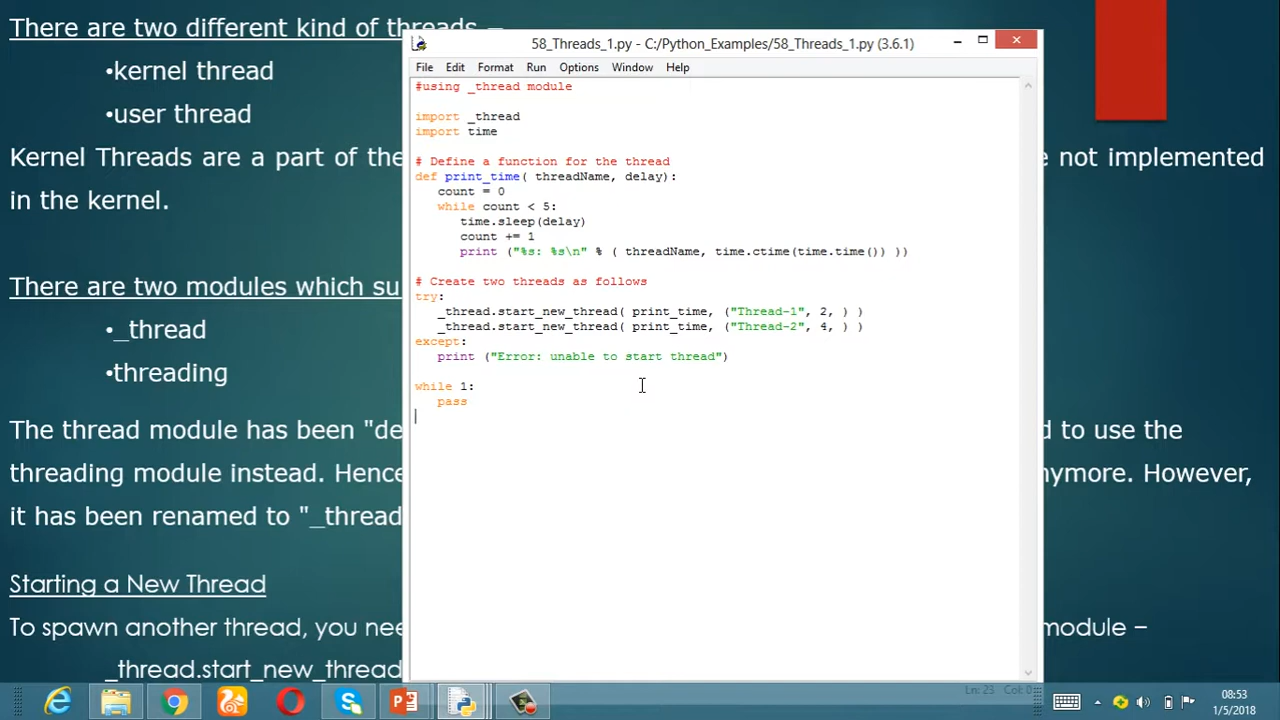 There are two different kind of threads –
•kernel thread
•user thread
Kernel Threads are a part of the
e not implemented
in the kernel.
There are two modules which su
•_thread
•threading
The thread module has been "de
d to use the
threading module instead. Hence
nymore. However,
it has been renamed to "_thread
Starting a New Thread
To spawn another thread, you nee
module –
_thread.start_new_thread
58_Threads_1.py - C:/Python_Examples/58_Threads_1.py (3.6.1)
File Edit Format Run Options Window Help
#using _thread module
import _thread
import time
# Define a function for the thread
def print_time( threadName, delay):
count = 0
while count < 5:
time.sleep(delay)
count += 1
print ("%s: %s\n" % ( threadName, time.ctime(time.time()) ))
# Create two threads as follows
try:
_thread.start_new_thread( print_time, ("Thread-1", 2, ) )
_thread.start_new_thread( print_time, ("Thread-2", 4, ) )
except:
print ("Error: unable to start thread")
while 1:
pass
Ln: 23 Col: 0
08:53
1/5/2018